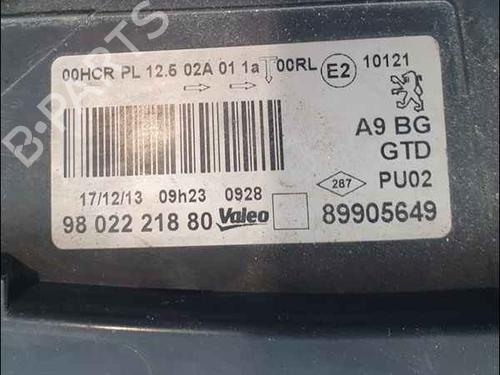 00HCR PL 12.5 02A 01 1a 00RL E2 10121
A9 BG
GTD
287 PU02
17/12/13 09h23 0928
98 022 218 80 Valeo 89905649
B-PARTS